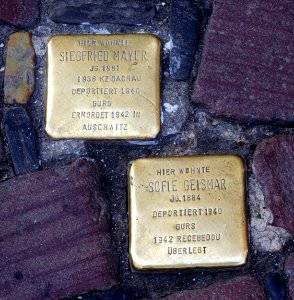 HIER WOHNTE
SIEGFRIED MAYER
JG. 1881
1938 KZ DACHAU
DEPORTIERT 1940
GURS
ERMORDET 1942 IN
AUSCHWITZ
HIER WOHNTE
SOFIE GEISMAR
JG. 1884
DEPORTIERT 1940
GURS
1942 RECEBEDOU
ÜBERLEBT